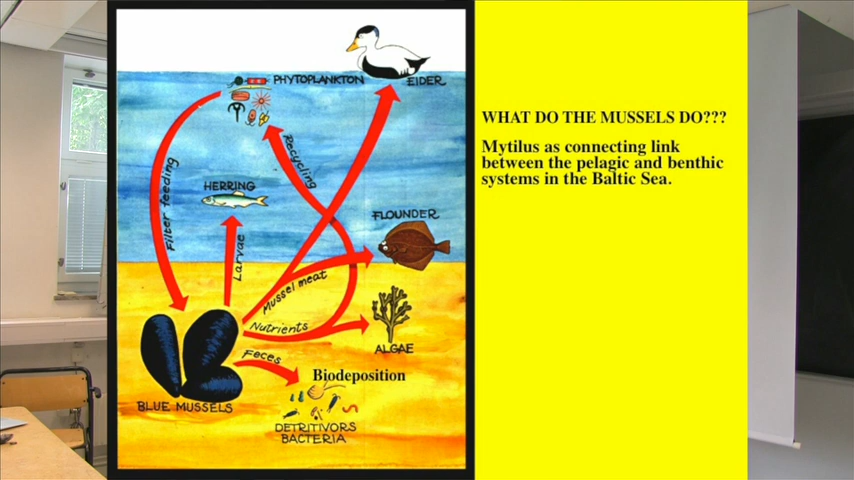 PHYTOPLANKTON
EIDER
Filter feeding
Recycling
HERRING
Larvae
FLOUNDER
Mussel meat
Nutrients
ALGAE
Feces
Biodeposition
BLUE MUSSELS
DETRITIVORS
BACTERIA
WHAT DO THE MUSSELS DO???
Mytilus as connecting link
between the pelagic and benthic
systems in the Baltic Sea.